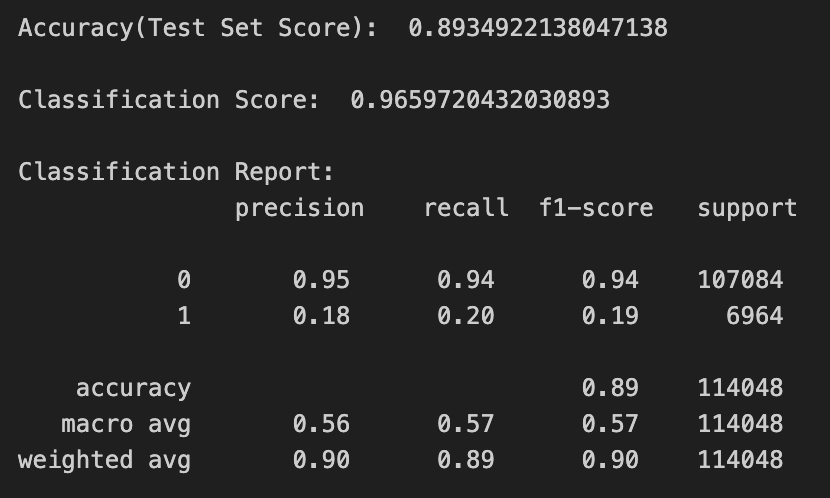 Accuracy(Test Set Score):  0.8934922138047138
Classification Score:  0.9659720432030893
Classification Report:
precision    recall  f1-score   support
0       0.95      0.94      0.94    107084
1       0.18      0.20      0.19      6964
accuracy                           0.89    114048
macro avg       0.56      0.57      0.57    114048
weighted avg       0.90      0.89      0.90    114048